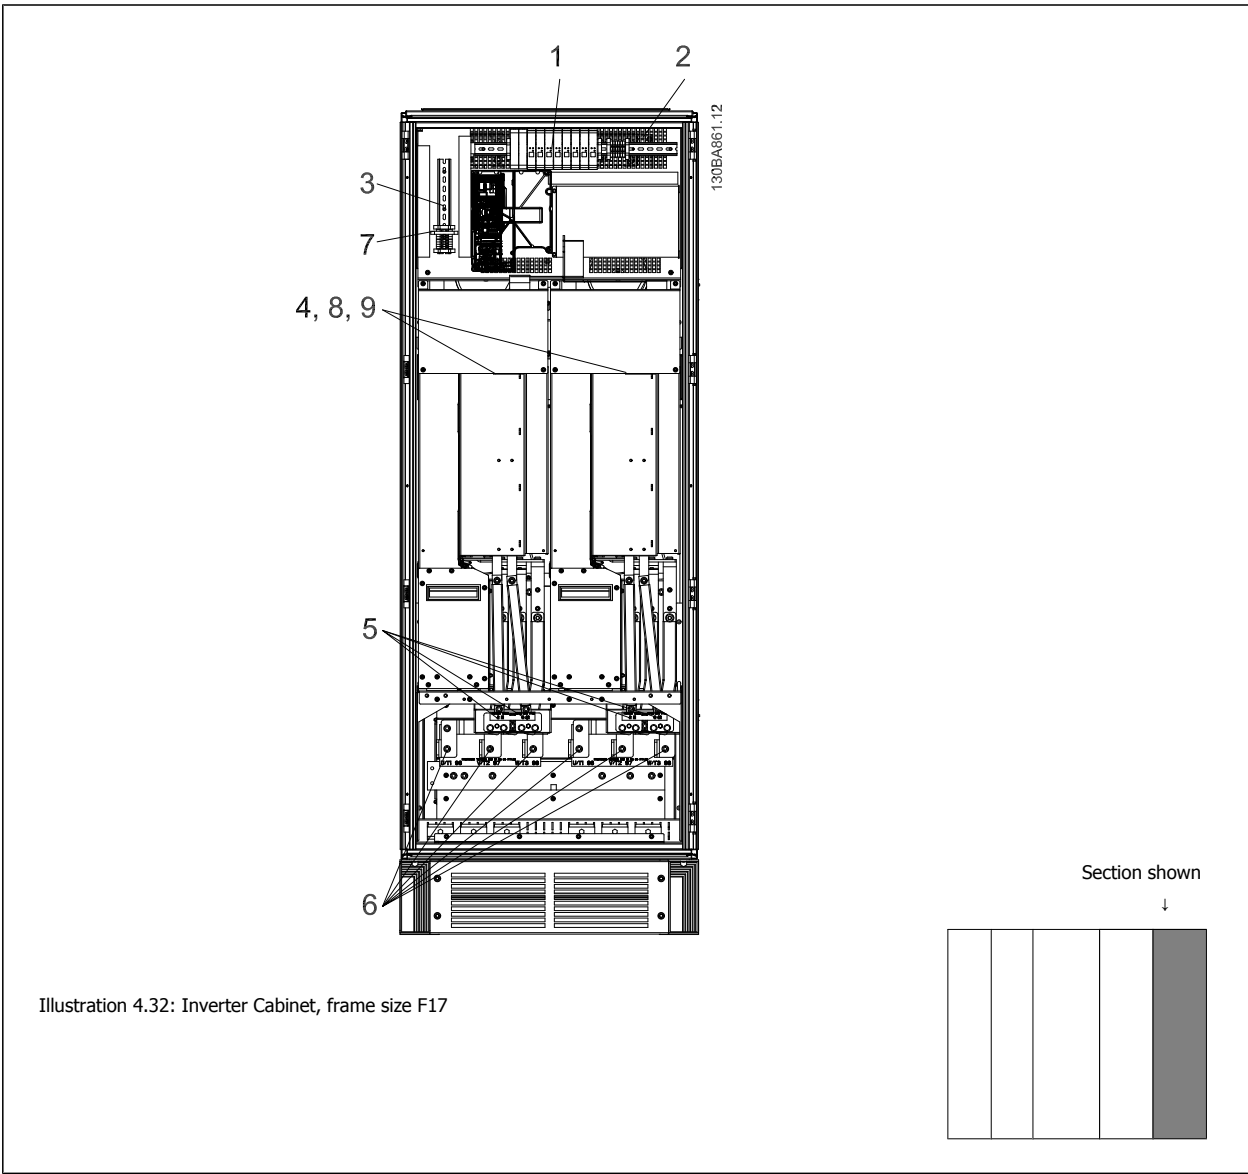 1
2
130BA861.12
3
7
4, 8, 9
5
6
Section shown
↓
Illustration 4.32: Inverter Cabinet, frame size F17